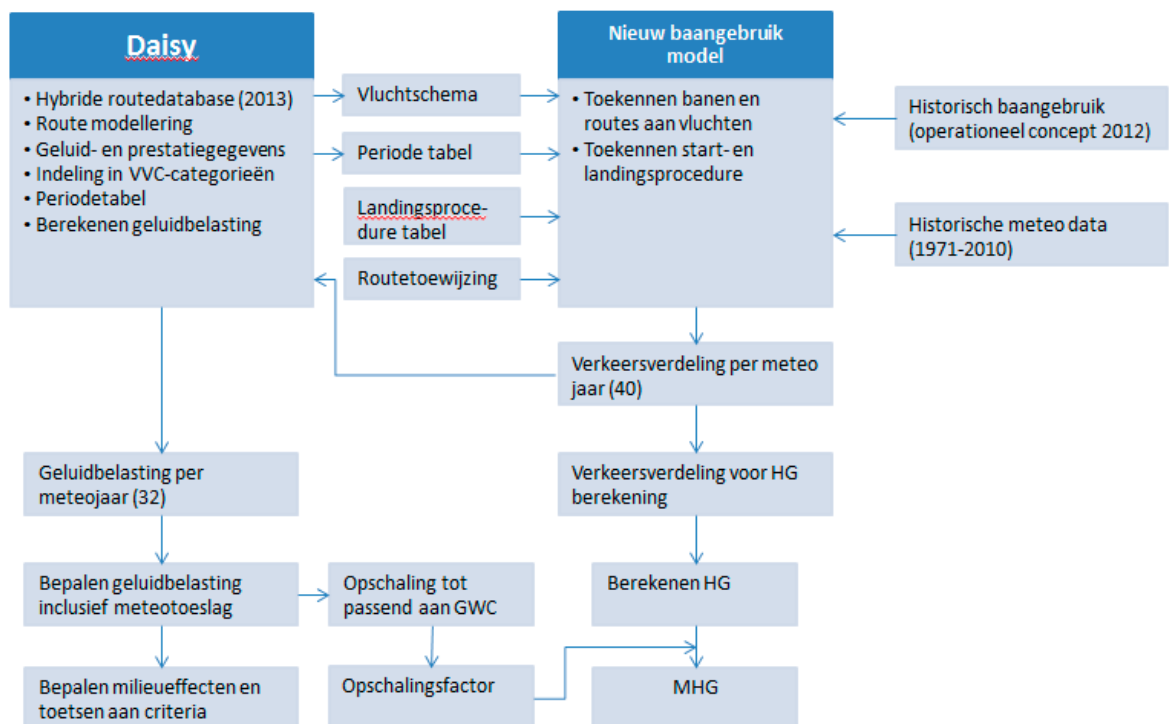 Daisy
• Hybride routedatabase (2013)
• Route modellering
• Geluid- en prestatiegegevens
• Indeling in VVC-categorieën
• Periodetabel
• Berekenen geluidbelasting
Vluchtschema
Periode tabel
Landingsproce-
dure tabel
Routetoewijzing
Nieuw baangebruik
model
• Toekennen banen en
routes aan vluchten
• Toekennen start- en
landingsprocedure
Historisch baangebruik
(operationeel concept 2012)
Historische meteo data
(1971-2010)
Verkeersverdeling per meteo
jaar (40)
Geluidbelasting per
meteojaar (32)
Verkeersverdeling voor HG
berekening
Bepalen geluidbelasting
inclusief meteotoeslag
Opschaling tot
passend aan GWC
Berekenen HG
Bepalen milieueffecten en
toetsen aan criteria
Opschalingsfactor
MHG